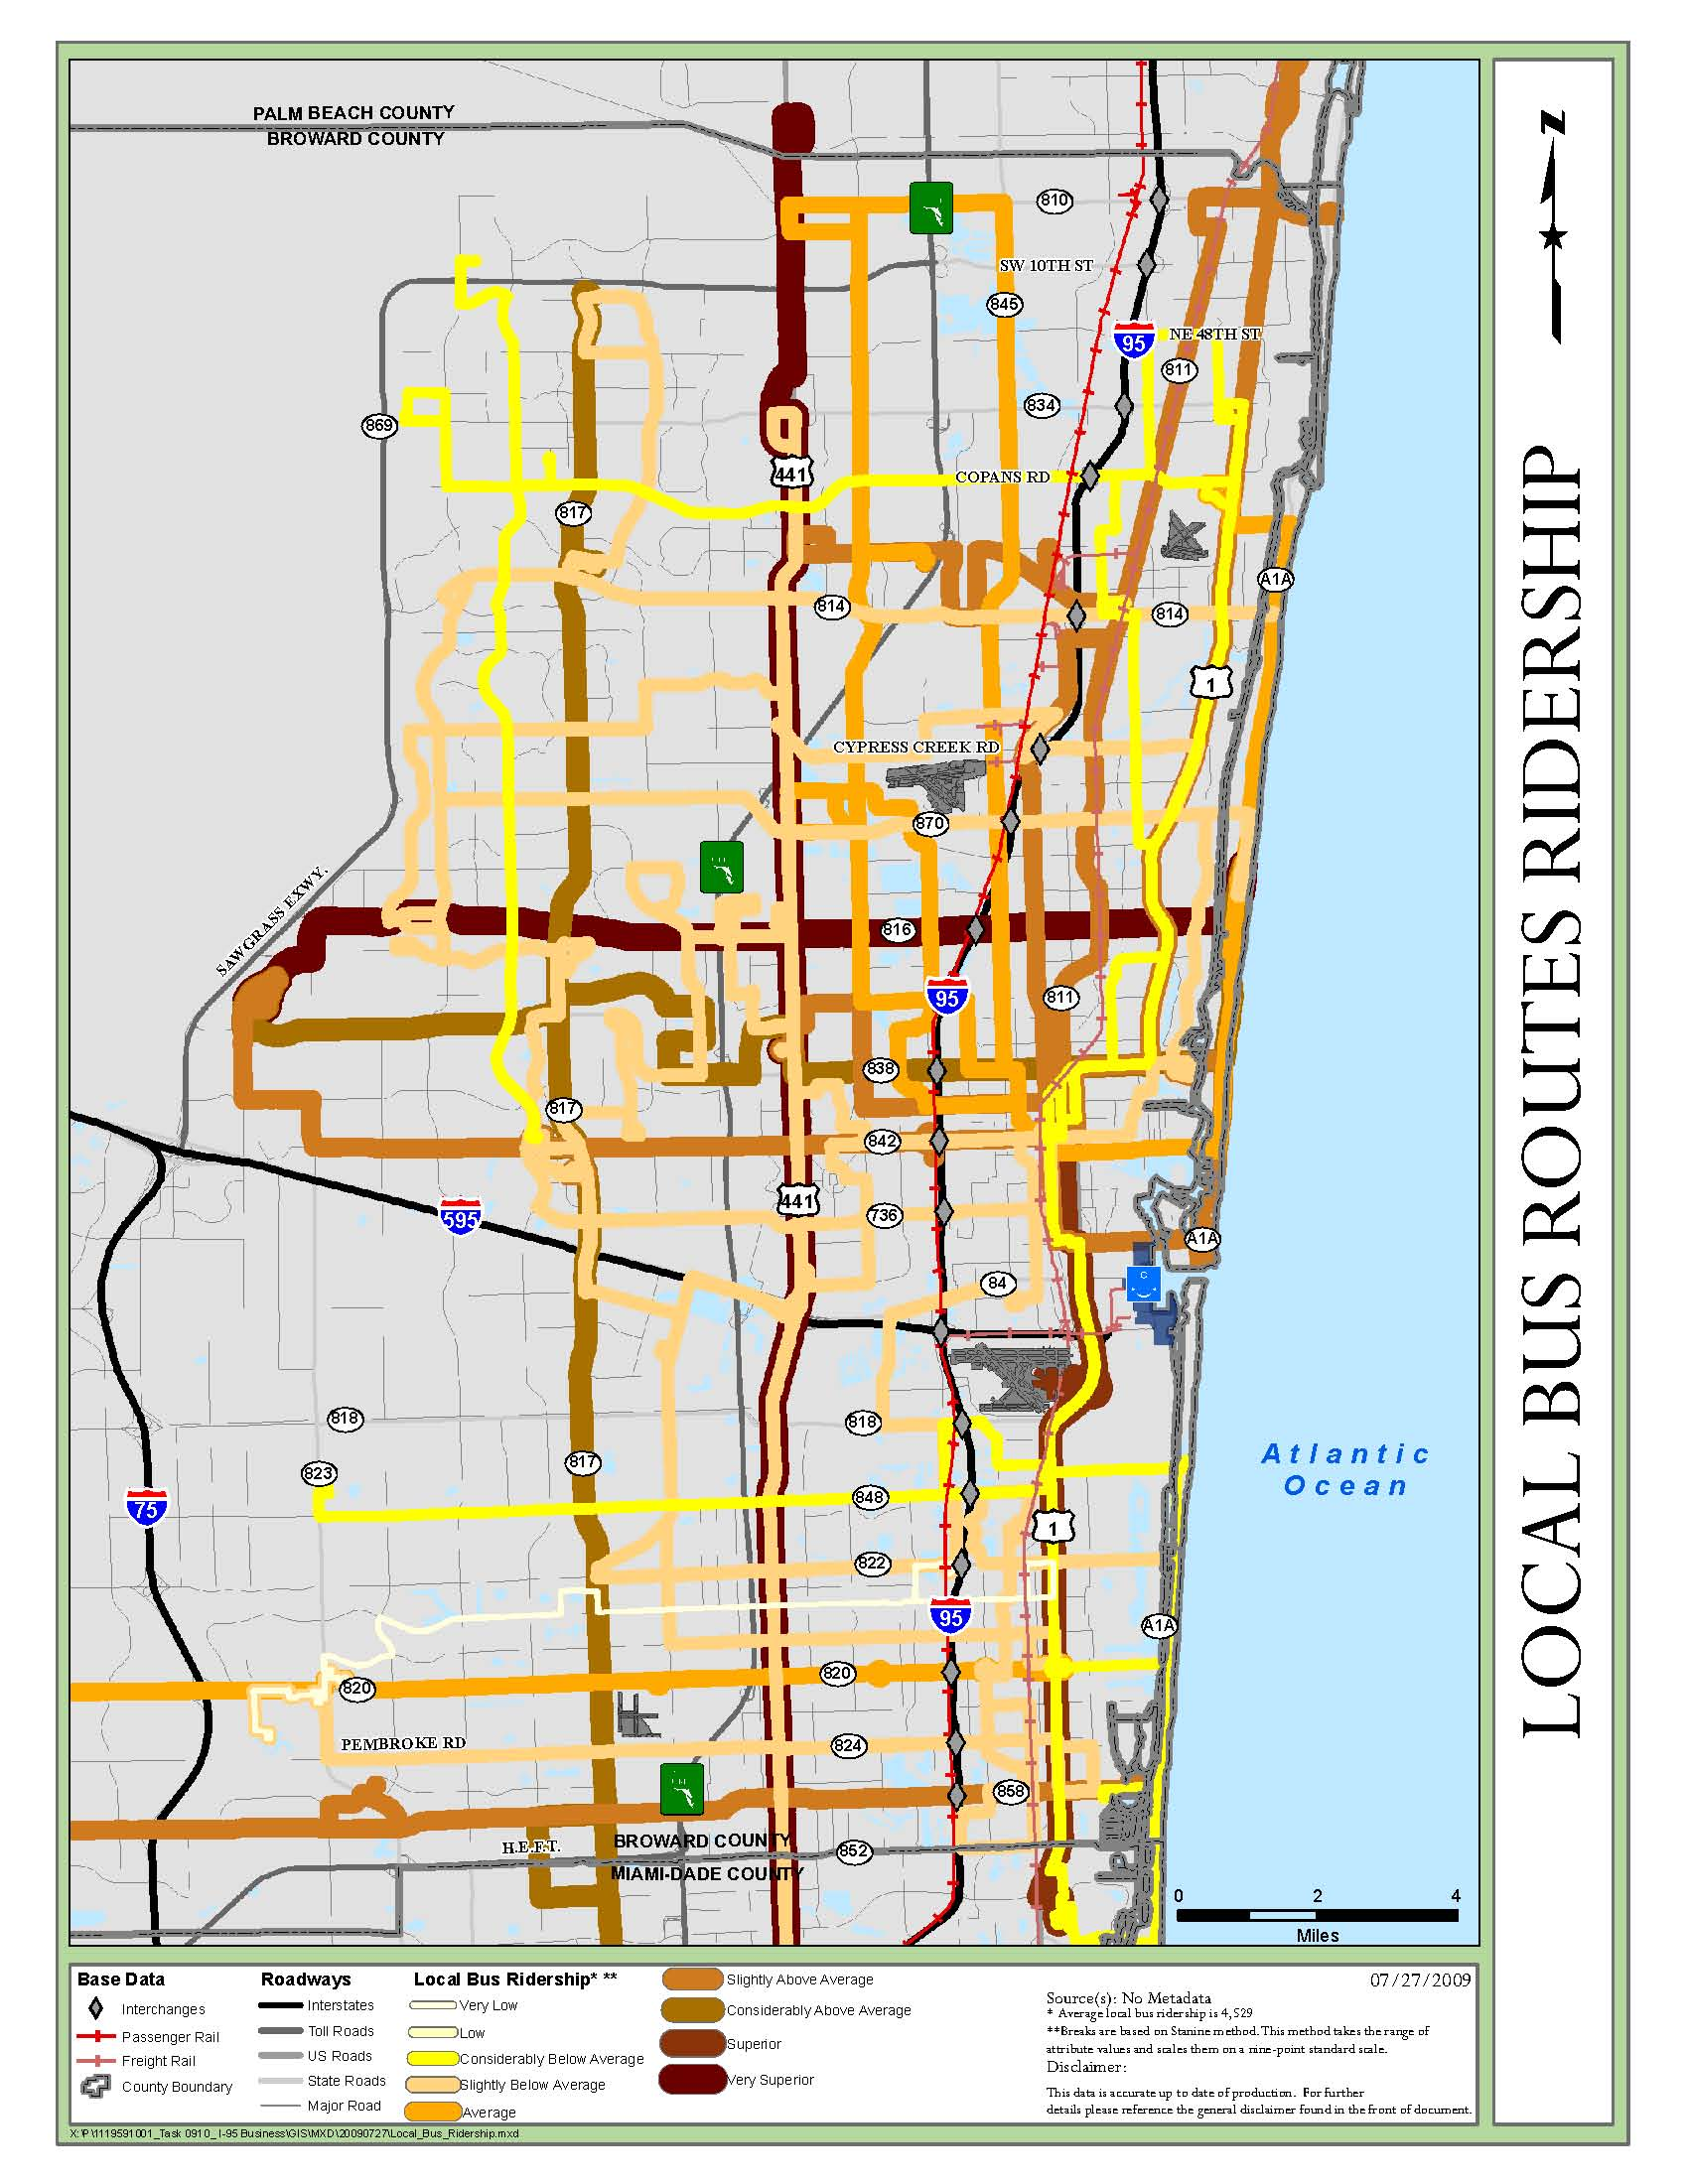 LOCAL BUS ROUTES RIDERSHIP
N
PALM BEACH COUNTY
BROWARD COUNTY
810
SW 10TH ST
845
NE 48TH ST
95
811
834
869
441
COPANS RD
817
A1A
814
814
1
CYPRESS CREEK RD
870
SAWGRASS EXWY.
816
95
811
838
817
842
441
736
595
A1A
84
818
818
823
817
75
848
1
822
95
A1A
820
820
PEMBROKE RD
824
858
H.E.F.T.
BROWARD COUNTY
852
MIAMI-DADE COUNTY
Atlantic
Ocean
0 2 4
Miles
Base Data
Interchanges
Passenger Rail
Freight Rail
County Boundary
Roadways
Interstates
Toll Roads
US Roads
State Roads
Major Road
Local Bus Ridership* **
Very Low
Low
Considerably Below Average
Slightly Below Average
Average
Slightly Above Average
Considerably Above Average
Superior
Very Superior
07/27/2009
Source(s): No Metadata
* Average local bus ridership is 4,529
**Breaks are based on Stanine method. This method takes the range of
attribute values and scales them on a nine-point standard scale.
Disclaimer:
This data is accurate up to date of production. For further
details please reference the general disclaimer found in the front of document.
X:\P\1119591001_Task 0910_I-95 Business\GIS\MXD\20090727\Local_Bus_Ridership.mxd